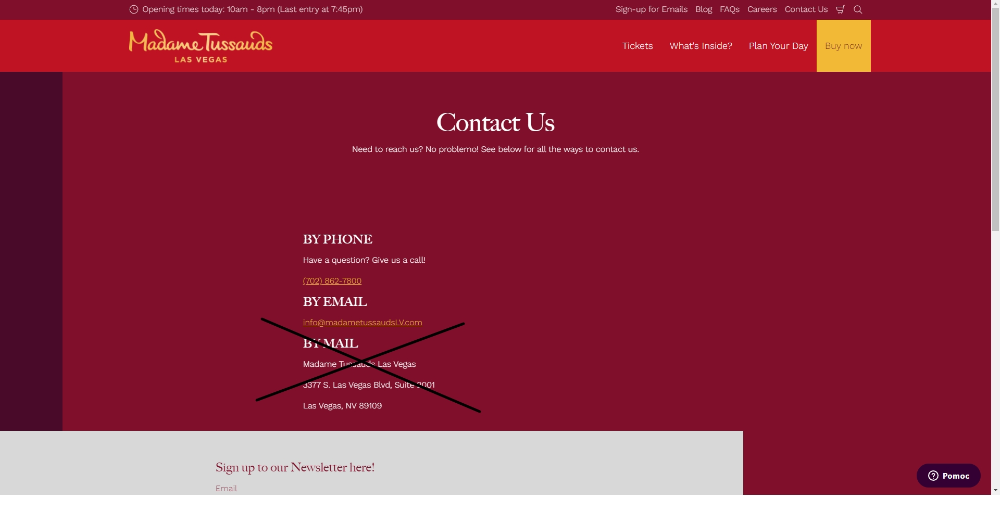 Opening times today: 10am - 8pm (Last entry at 7:45pm)
Sign-up for Emails Blog FAQs Careers Contact Us
Madame Tussauds
LAS VEGAS
Tickets What's Inside? Plan Your Day Buy now
Contact Us
Need to reach us? No problemo! See below for all the ways to contact us.
BY PHONE
Have a question? Give us a call!
(702) 862-7800
BY EMAIL
info@madametussaudsLV.com
BY MAIL
Madame Tussauds Las Vegas
3377 S. Las Vegas Blvd, Suite 2001
Las Vegas, NV 89109
Sign up to our Newsletter here!
Email
Pomoc